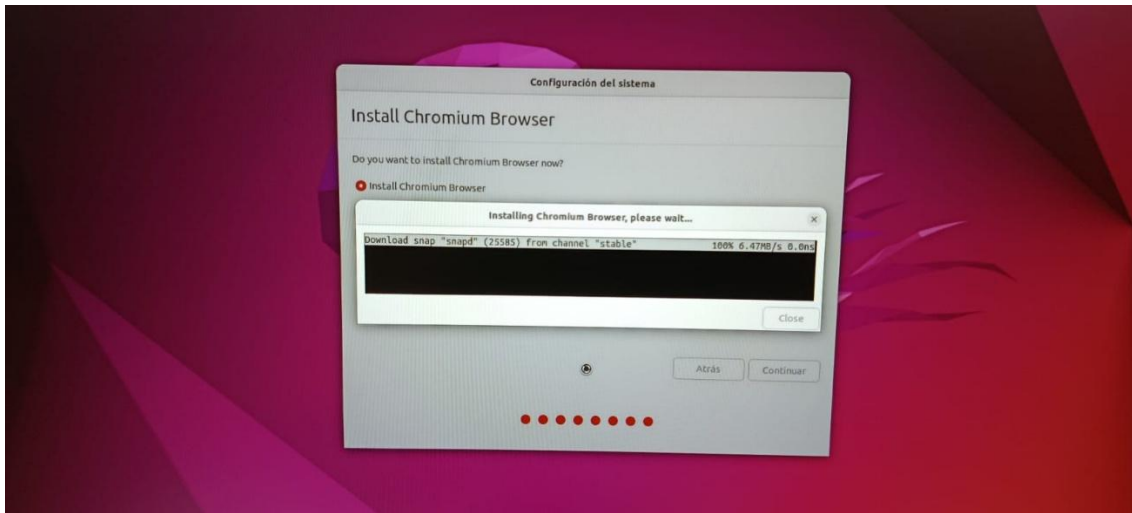 Configuración del sistema
Install Chromium Browser
Do you want to install Chromium Browser now?
Install Chromium Browser
Installing Chromium Browser, please wait...
Download snap "snapd" (25585) from channel "stable" 100% 6.47MB/s 0.0ns
Close
Atrás Continuar